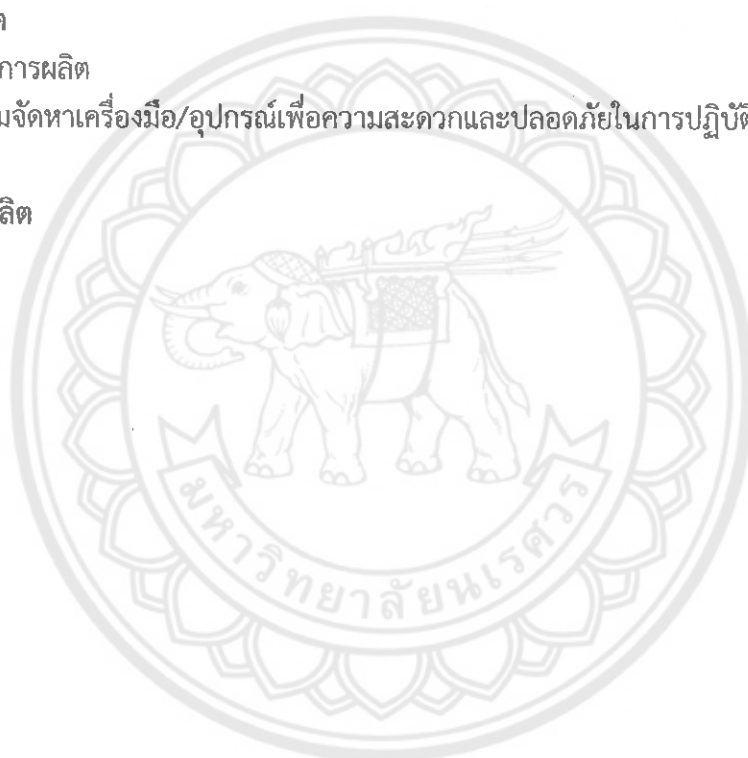 การผลิต
มจัดหาเครื่องมือ/อุปกรณ์เพื่อความสะดวกและปลอดภัยในการปฏิบัติ
ลิต
มหาวิทยาลัยนเรศวร